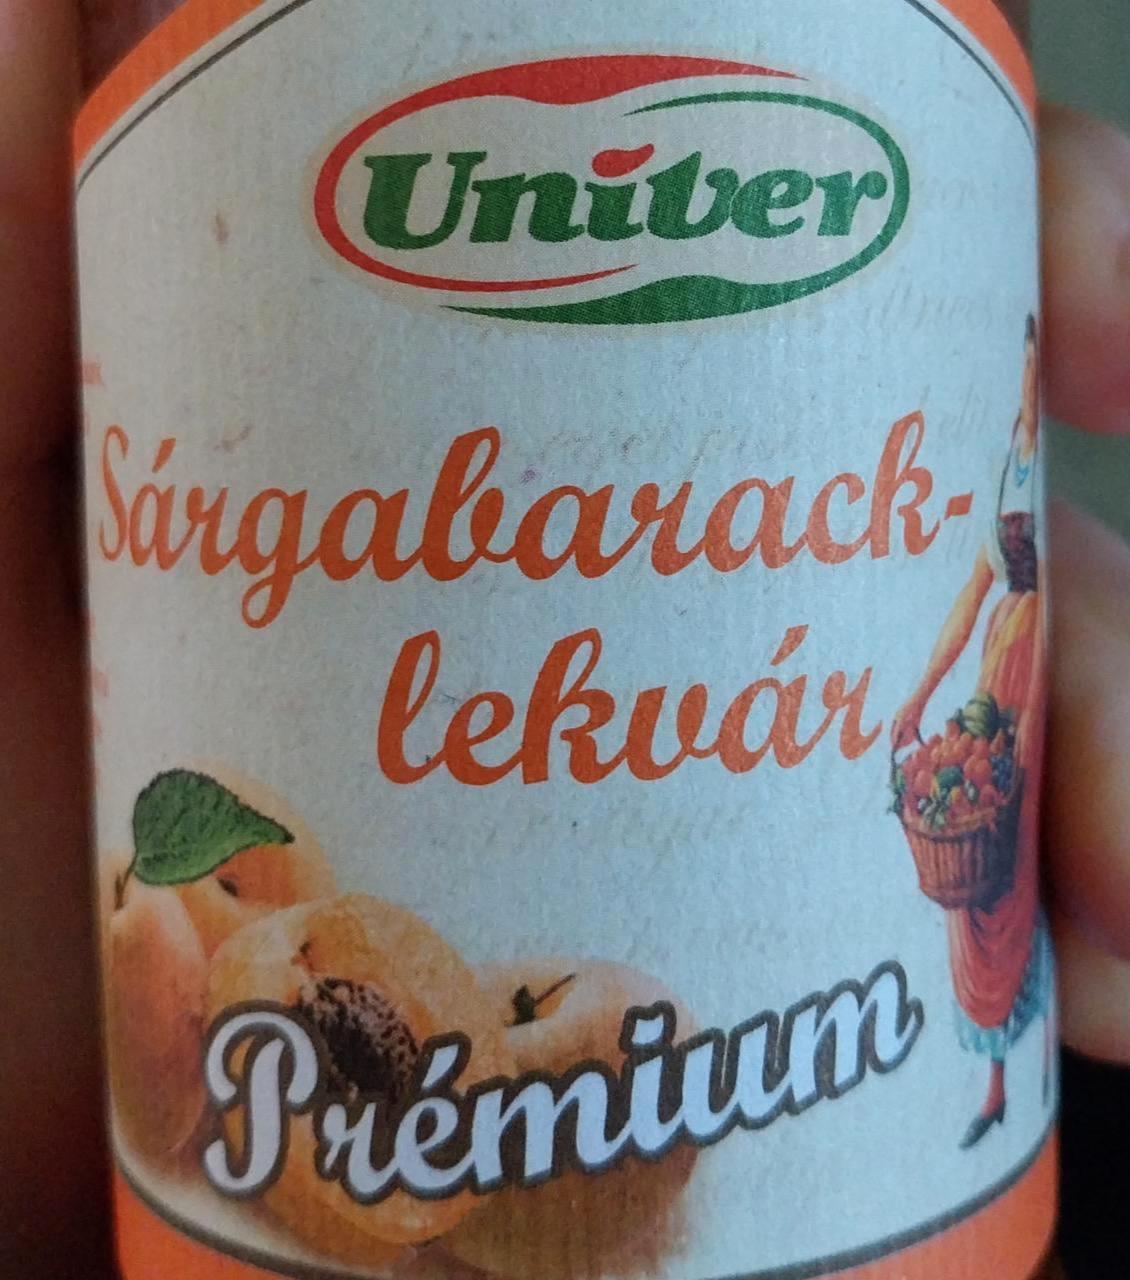 Univer
Sárgabarack-
lekvár
Prémium